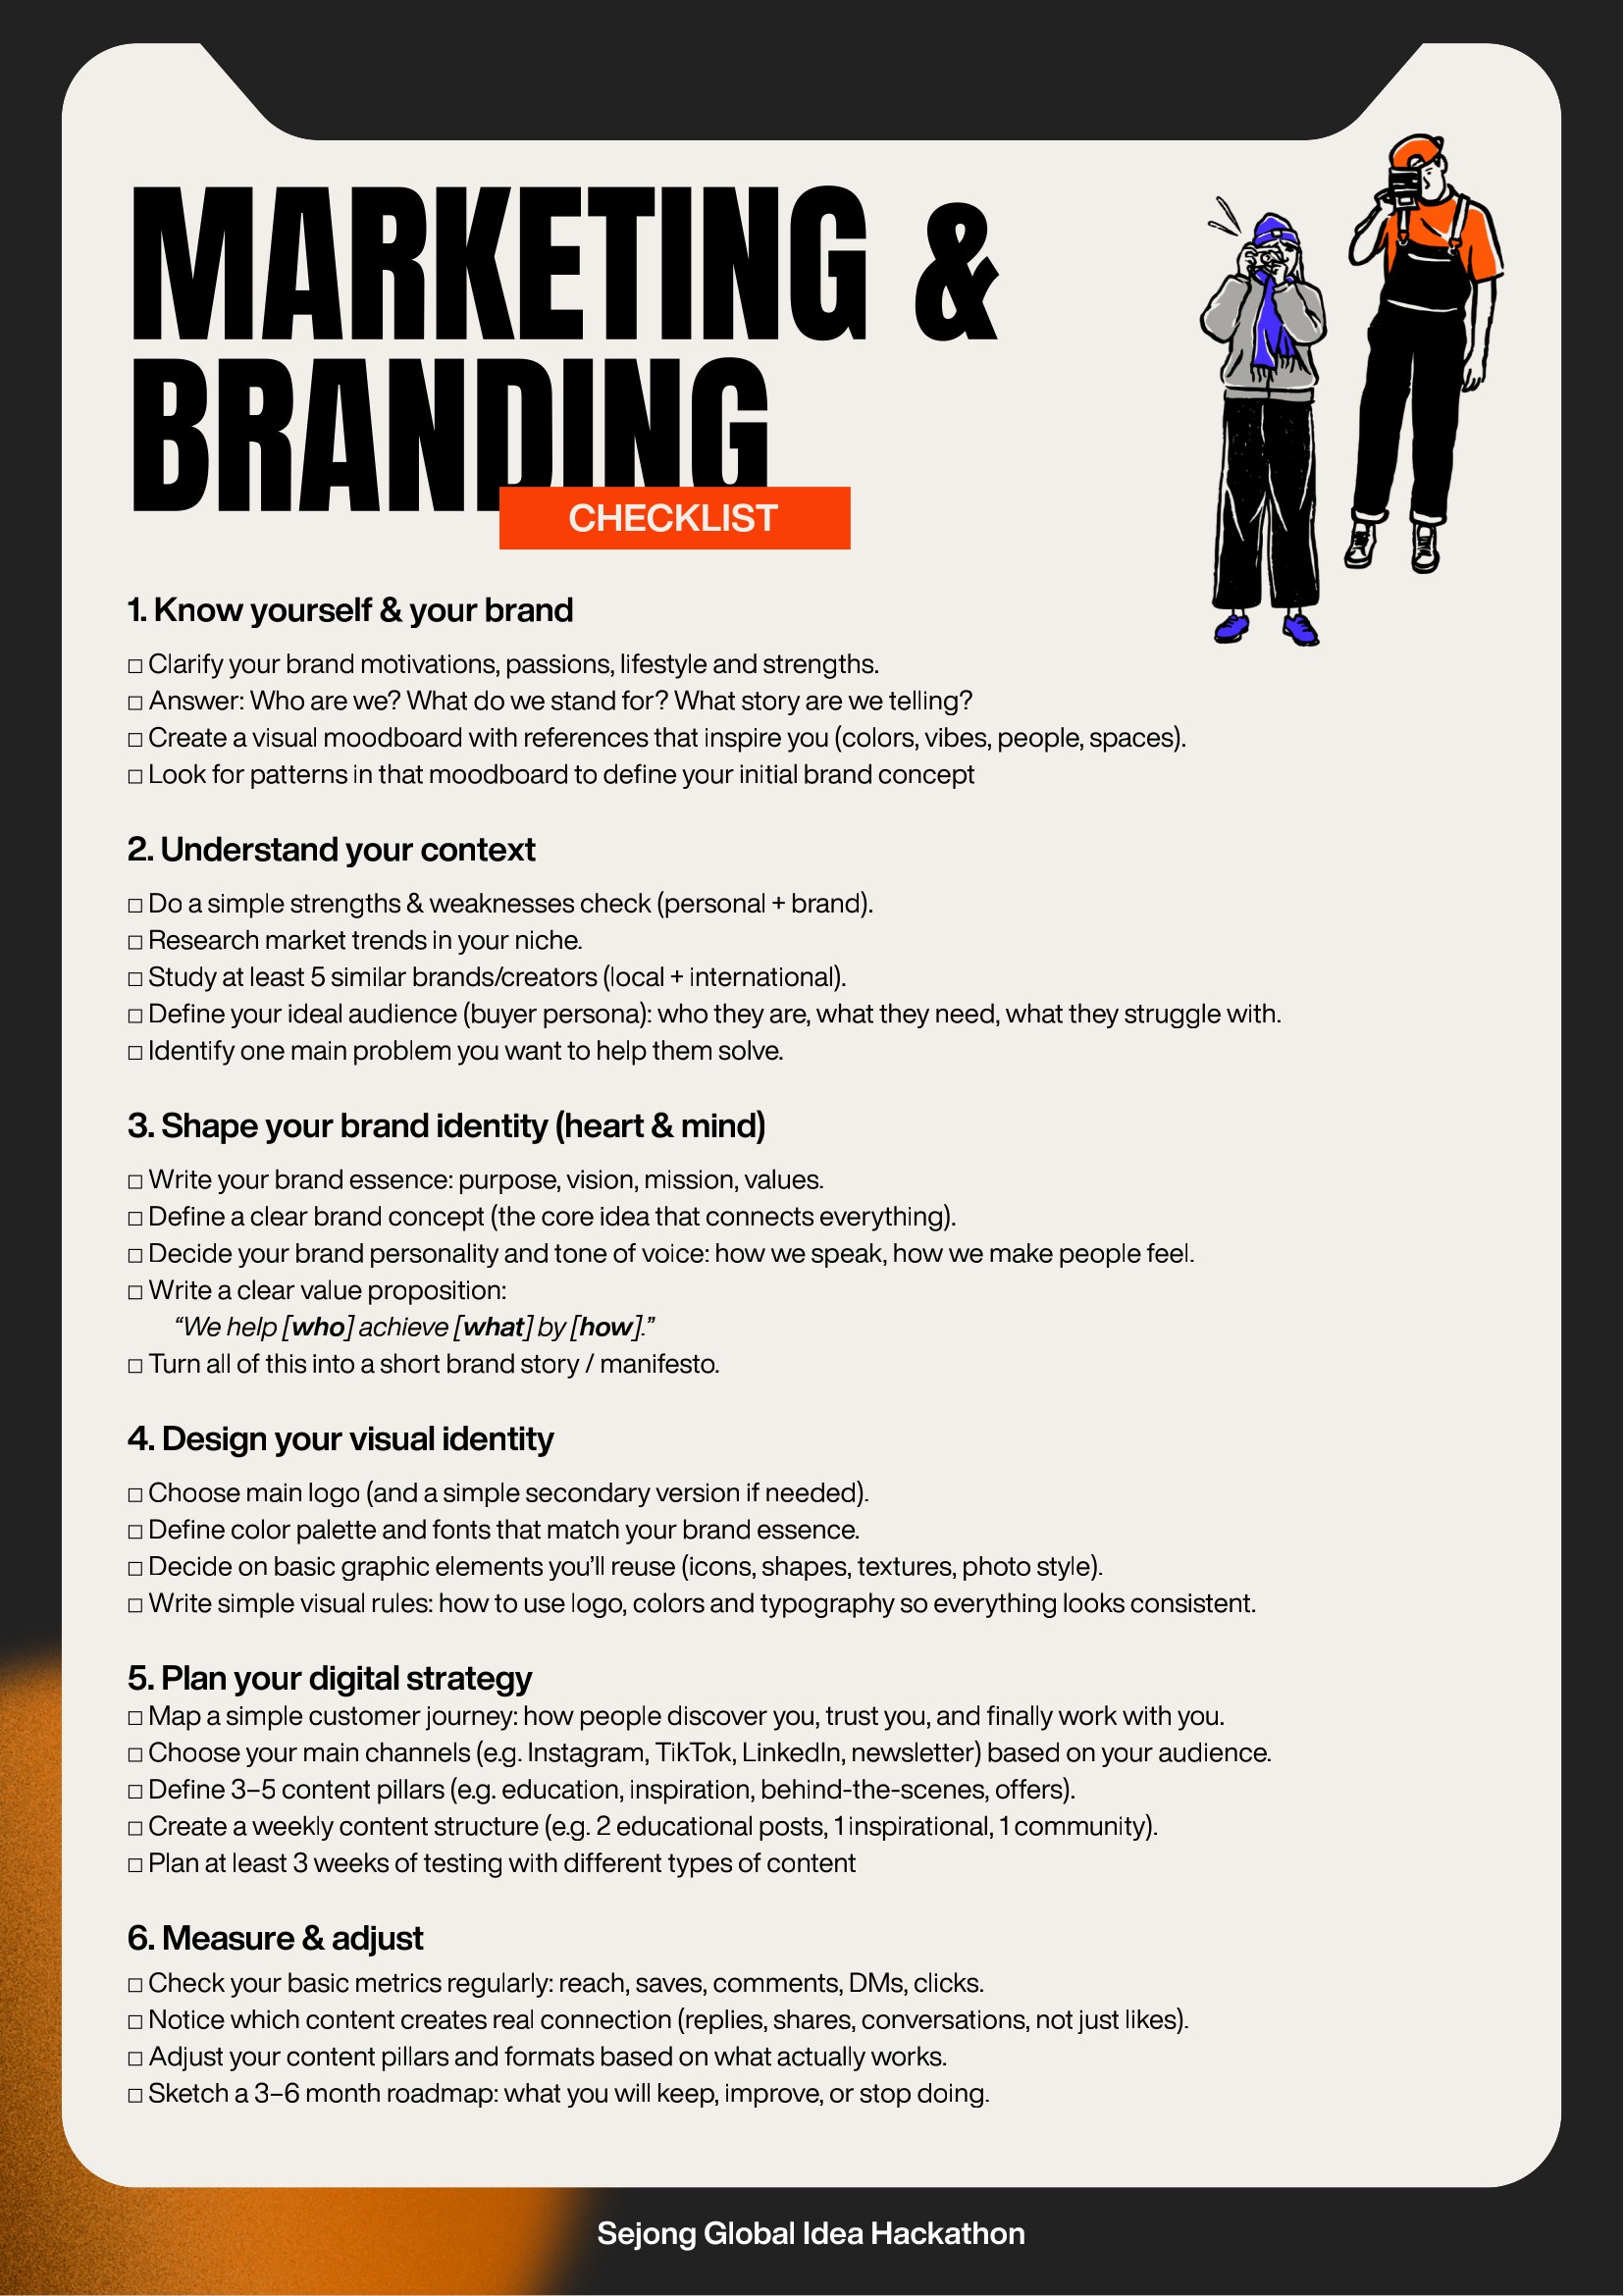 MARKETING &
BRANDING
CHECKLIST
1. Know yourself & your brand
☐ Clarify your brand motivations, passions, lifestyle and strengths.
☐ Answer: Who are we? What do we stand for? What story are we telling?
☐ Create a visual moodboard with references that inspire you (colors, vibes, people, spaces).
☐ Look for patterns in that moodboard to define your initial brand concept
2. Understand your context
☐ Do a simple strengths & weaknesses check (personal + brand).
☐ Research market trends in your niche.
☐ Study at least 5 similar brands/creators (local + international).
☐ Define your ideal audience (buyer persona): who they are, what they need, what they struggle with.
☐ Identify one main problem you want to help them solve.
3. Shape your brand identity (heart & mind)
☐ Write your brand essence: purpose, vision, mission, values.
☐ Define a clear brand concept (the core idea that connects everything).
☐ Decide your brand personality and tone of voice: how we speak, how we make people feel.
☐ Write a clear value proposition:
“We help [who] achieve [what] by [how].”
☐ Turn all of this into a short brand story / manifesto.
4. Design your visual identity
☐ Choose main logo (and a simple secondary version if needed).
☐ Define color palette and fonts that match your brand essence.
☐ Decide on basic graphic elements you’ll reuse (icons, shapes, textures, photo style).
☐ Write simple visual rules: how to use logo, colors and typography so everything looks consistent.
5. Plan your digital strategy
☐ Map a simple customer journey: how people discover you, trust you, and finally work with you.
☐ Choose your main channels (e.g. Instagram, TikTok, LinkedIn, newsletter) based on your audience.
☐ Define 3–5 content pillars (e.g. education, inspiration, behind-the-scenes, offers).
☐ Create a weekly content structure (e.g. 2 educational posts, 1 inspirational, 1 community).
☐ Plan at least 3 weeks of testing with different types of content
6. Measure & adjust
☐ Check your basic metrics regularly: reach, saves, comments, DMs, clicks.
☐ Notice which content creates real connection (replies, shares, conversations, not just likes).
☐ Adjust your content pillars and formats based on what actually works.
☐ Sketch a 3–6 month roadmap: what you will keep, improve, or stop doing.
Sejong Global Idea Hackathon